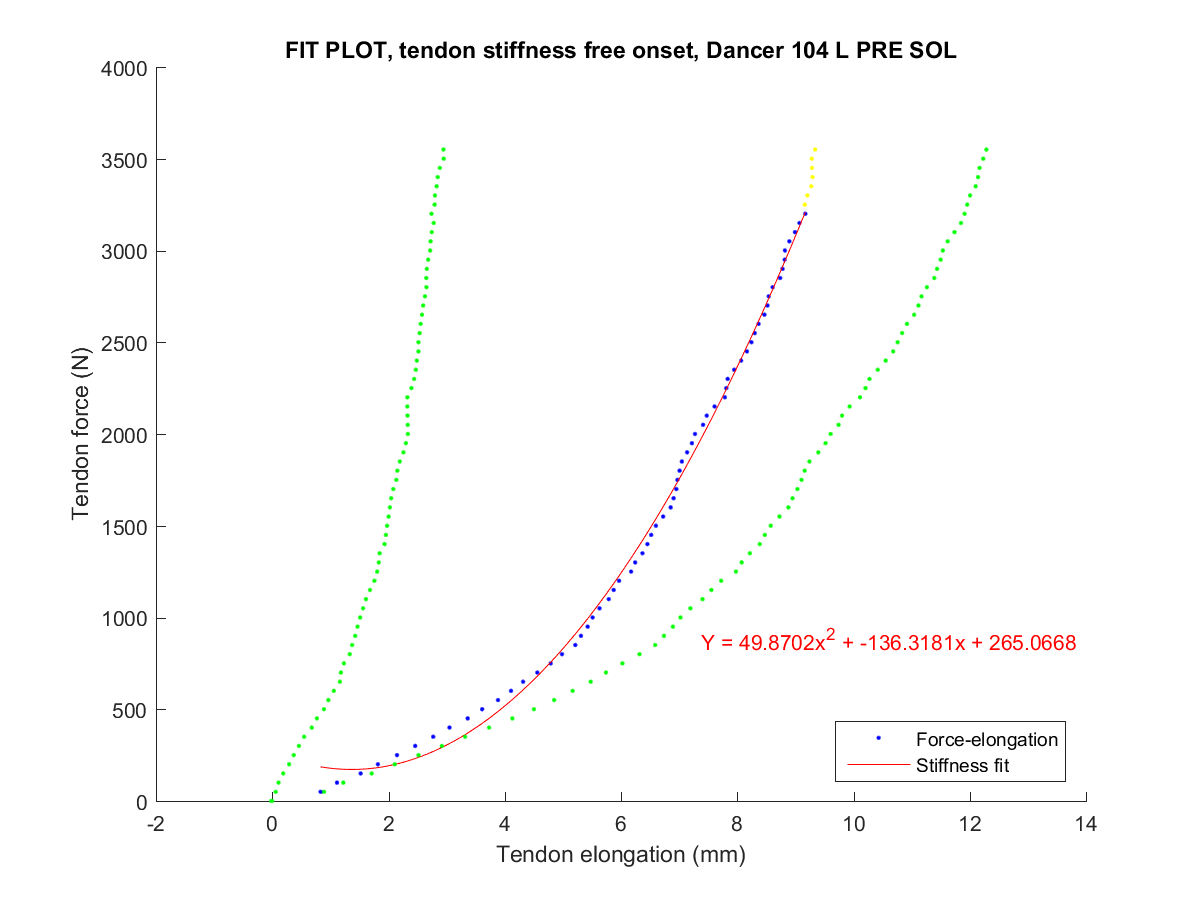 FIT PLOT, tendon stiffness free onset, Dancer 104 L PRE SOL
4000
3500
3000
2500
2000
1500
1000
500
0
Tendon force (N)
Y = 49.8702x² + -136.3181x + 265.0668
Force-elongation
Stiffness fit
-2 0 2 4 6 8 10 12 14
Tendon elongation (mm)